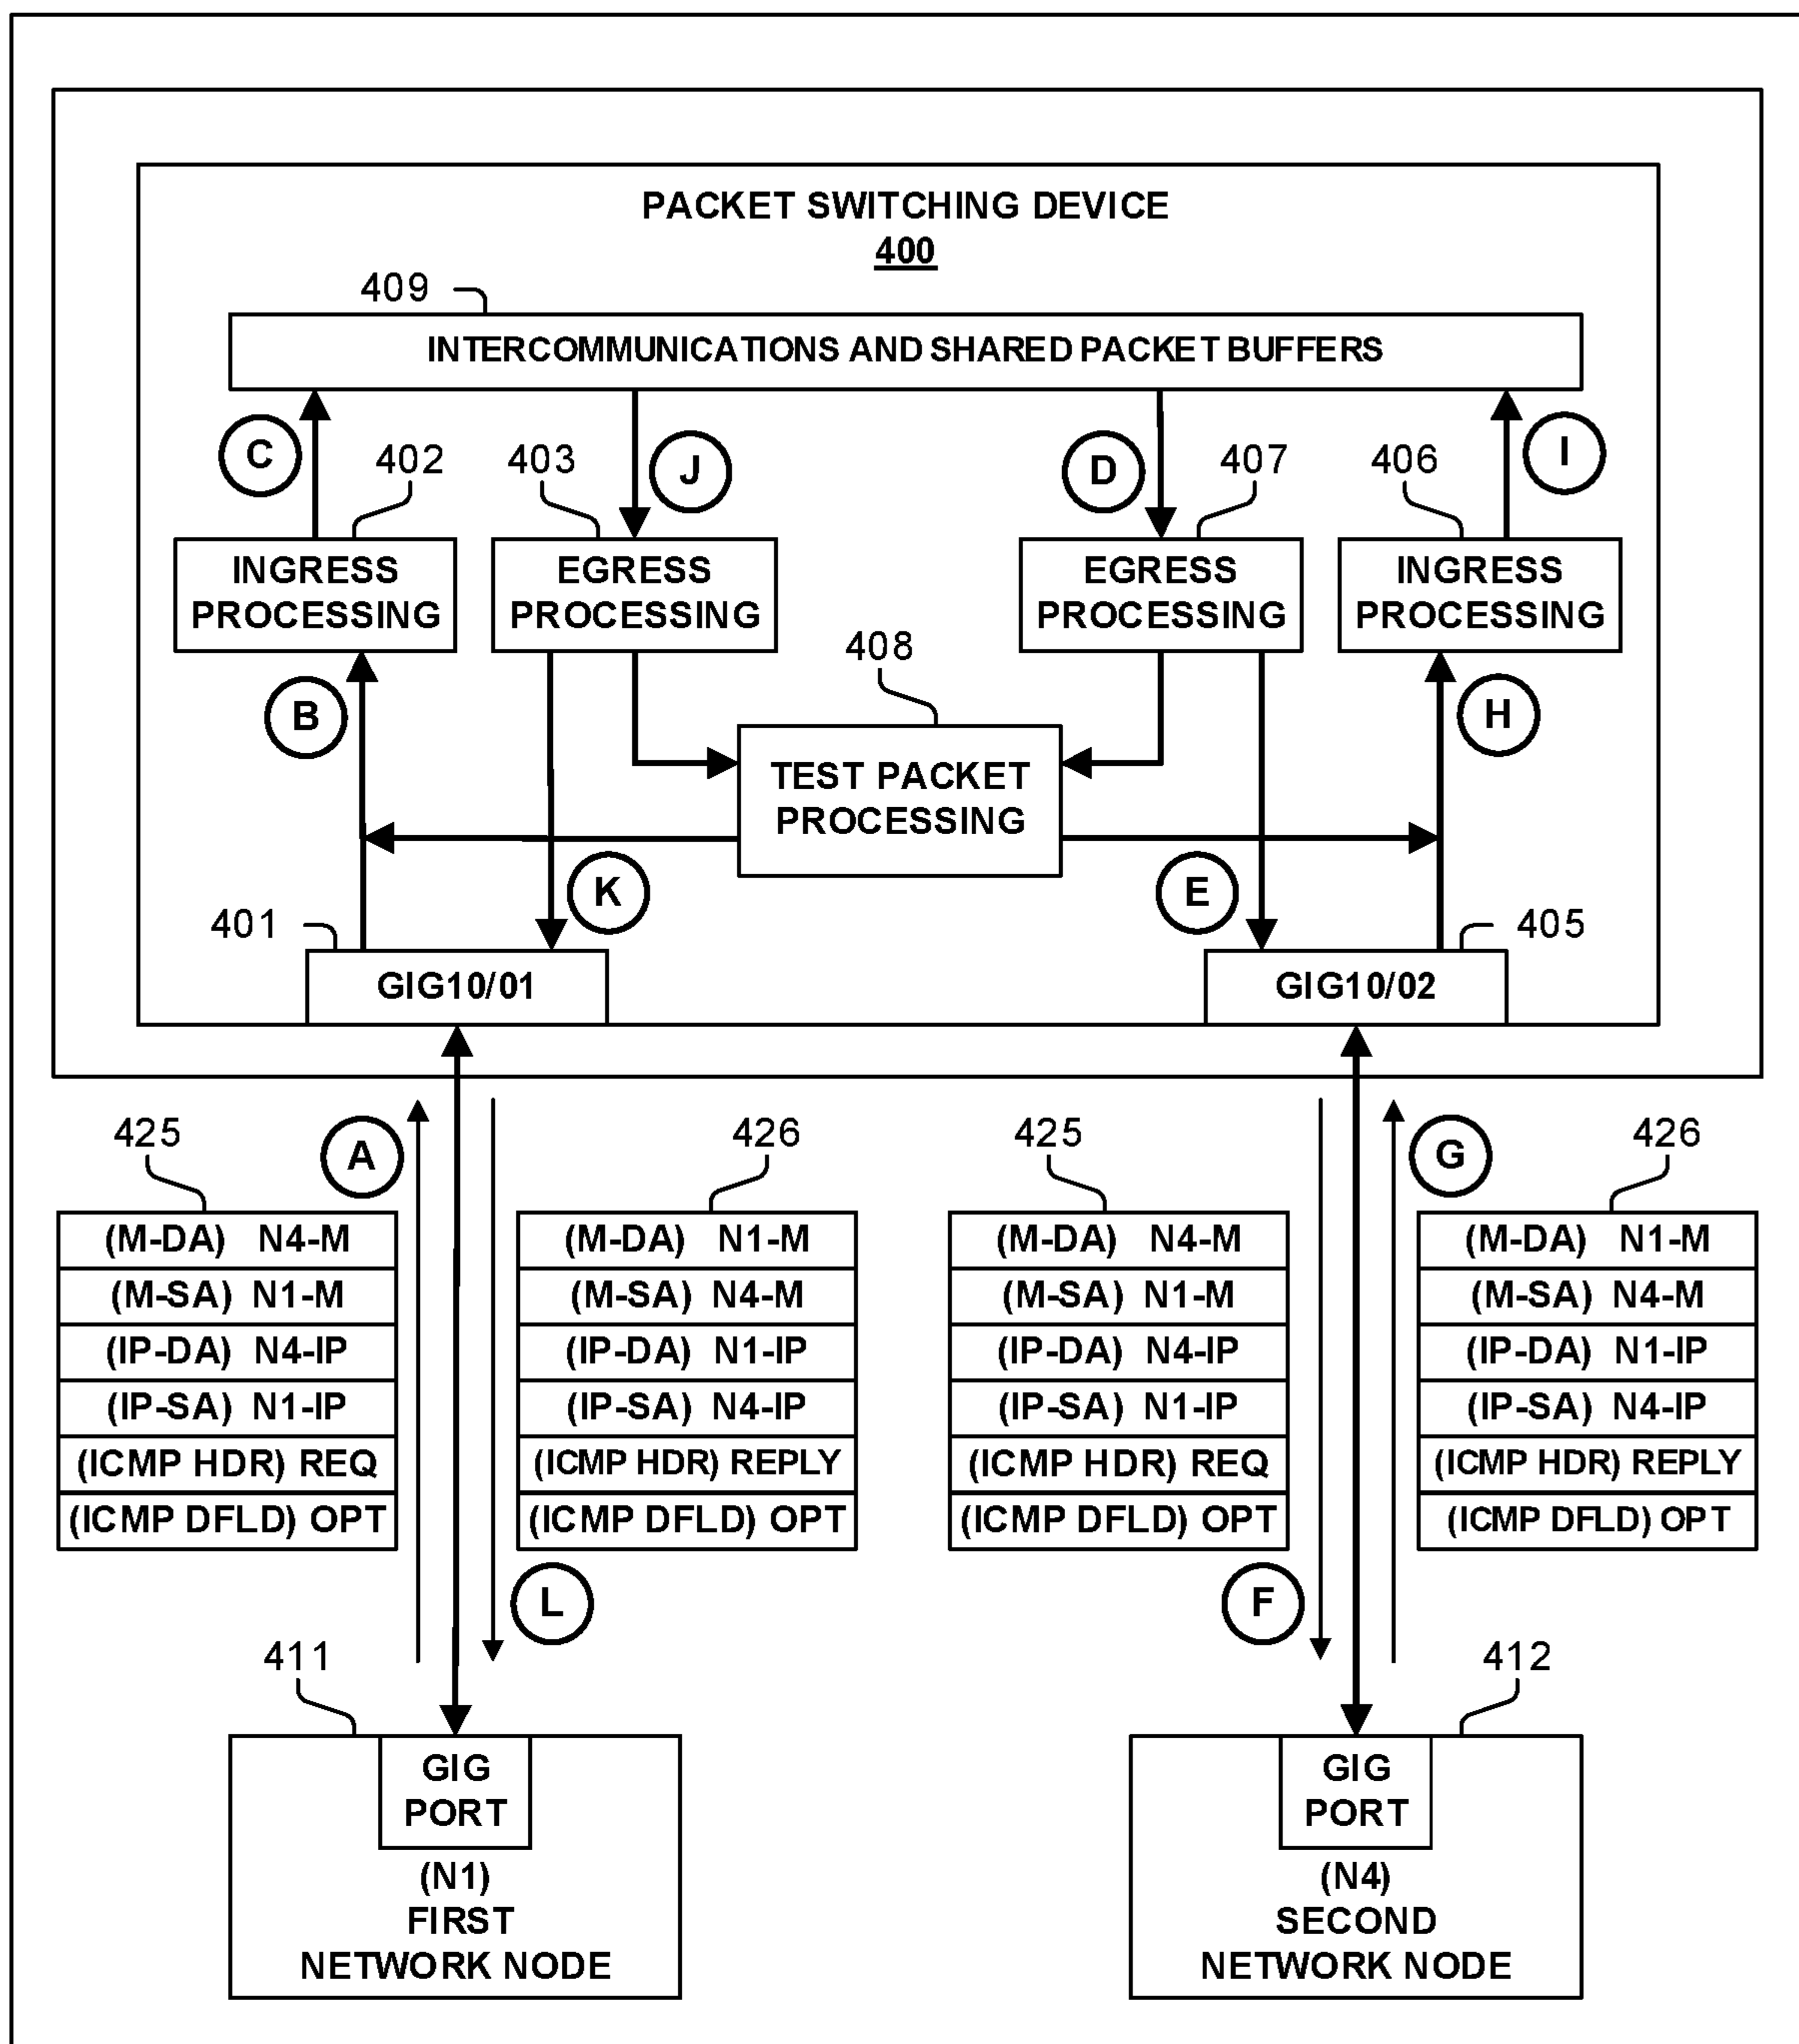 PACKET SWITCHING DEVICE
400
409
INTERCOMMUNICATIONS AND SHARED PACKET BUFFERS
C
402
403
J
D
407
406
I
INGRESS
PROCESSING
EGRESS
PROCESSING
EGRESS
PROCESSING
INGRESS
PROCESSING
408
B
H
TEST PACKET
PROCESSING
K
E
401
405
GIG10/01
GIG10/02
425
A
426
425
G
426
(M-DA) N4-M
(M-SA) N1-M
(IP-DA) N4-IP
(IP-SA) N1-IP
(ICMP HDR) REQ
(ICMP DFLD) OPT
(M-DA) N1-M
(M-SA) N4-M
(IP-DA) N1-IP
(IP-SA) N4-IP
(ICMP HDR) REPLY
(ICMP DFLD) OPT
(M-DA) N4-M
(M-SA) N1-M
(IP-DA) N4-IP
(IP-SA) N1-IP
(ICMP HDR) REQ
(ICMP DFLD) OPT
(M-DA) N1-M
(M-SA) N4-M
(IP-DA) N1-IP
(IP-SA) N4-IP
(ICMP HDR) REPLY
(ICMP DFLD) OPT
L
F
411
412
GIG
PORT
(N1)
FIRST
NETWORK NODE
GIG
PORT
(N4)
SECOND
NETWORK NODE